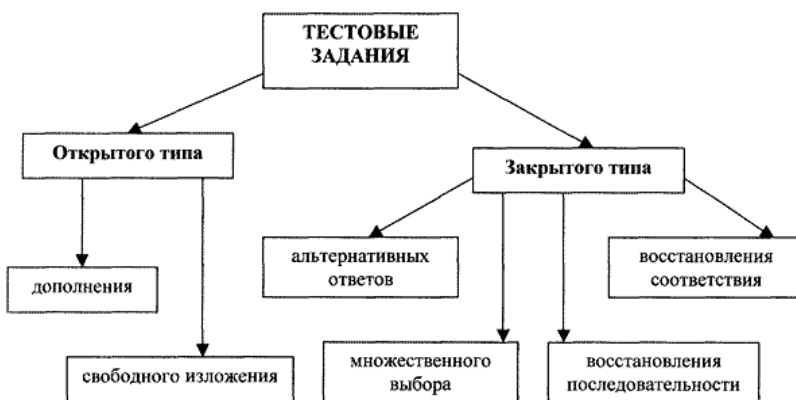 ТЕСТОВЫЕ
ЗАДАНИЯ
Открытого типа
Закрытого типа
альтернативных
ответов
восстановления
соответствия
дополнения
свободного изложения
множественного
выбора
восстановления
последовательности